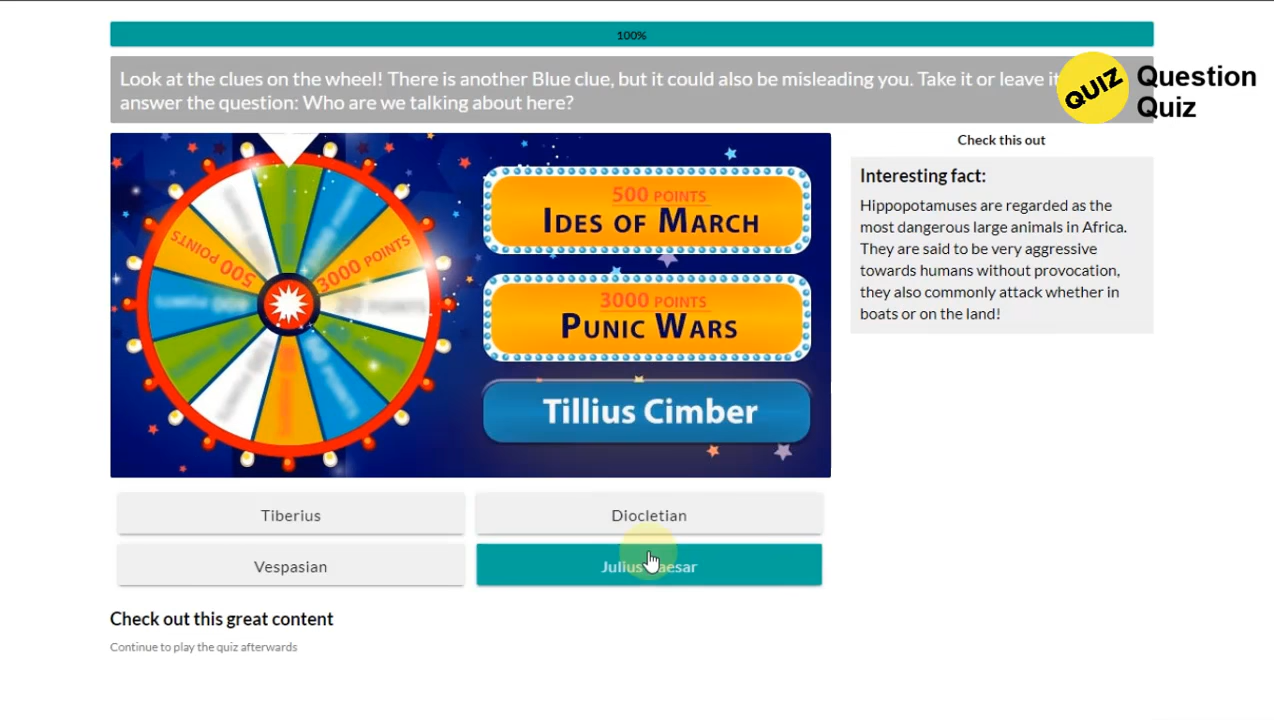 100%
Look at the clues on the wheel! There is another Blue clue, but it could also be misleading you. Take it or leave it
answer the question: Who are we talking about here?
QUIZ
Question
Quiz
500 POINTS
3000 POINTS
500 POINTS
IDES OF MARCH
3000 POINTS
PUNIC WARS
Tillius Cimber
Check this out
Interesting fact:
Hippopotamuses are regarded as the
most dangerous large animals in Africa.
They are said to be very aggressive
towards humans without provocation,
they also commonly attack whether in
boats or on the land!
Tiberius
Diocletian
Vespasian
Julius Caesar
Check out this great content
Continue to play the quiz afterwards